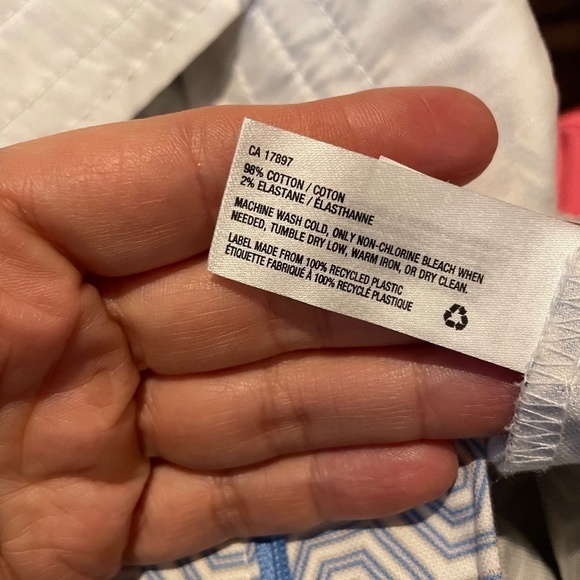 CA 17897
98% COTTON / COTON
2% ELASTANE / ÉLASTHANNE
MACHINE WASH COLD, ONLY NON-CHLORINE BLEACH WHEN
NEEDED, TUMBLE DRY LOW, WARM IRON, OR DRY CLEAN.
LABEL MADE FROM 100% RECYCLED PLASTIC
ÉTIQUETTE FABRIQUÉ À 100% RECYCLÉ PLASTIQUE